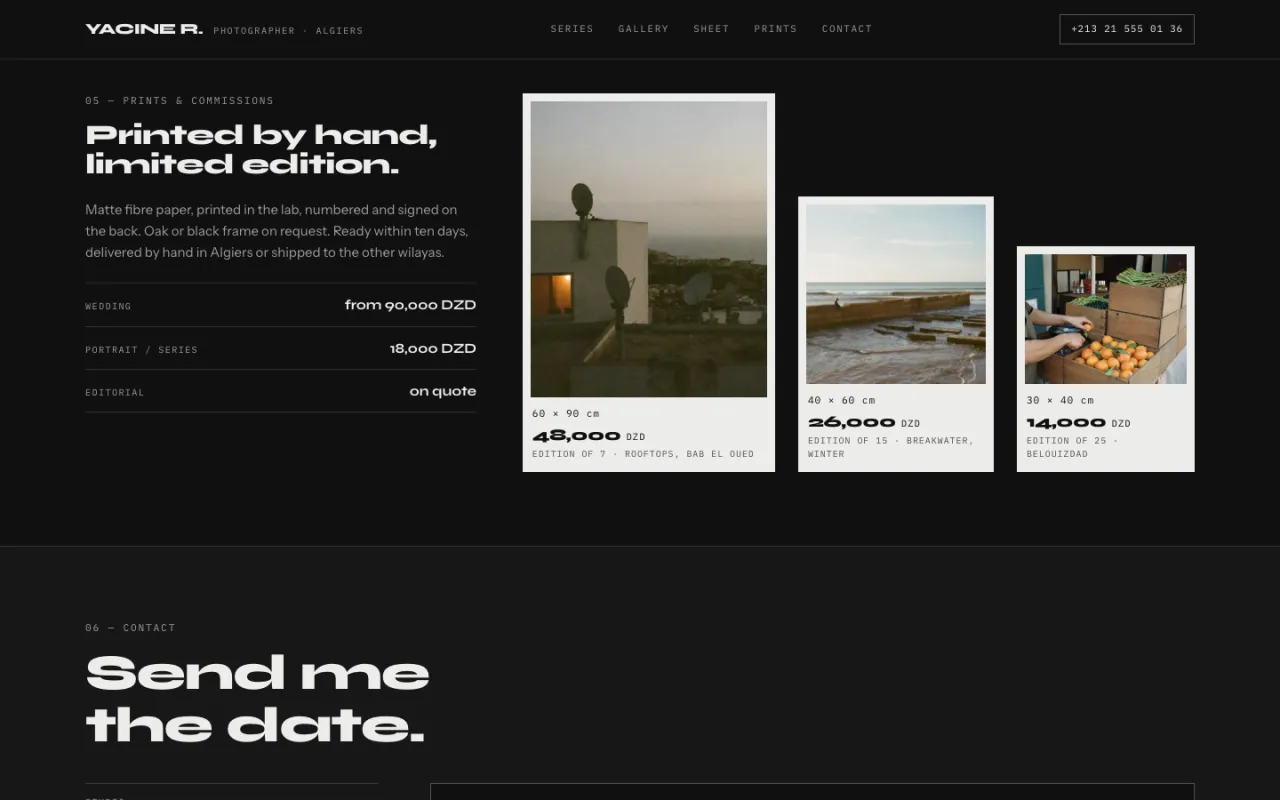 YACINE R. PHOTOGRAPHER · ALGIERS
SERIES GALLERY SHEET PRINTS CONTACT
+213 21 555 01 36
05 — PRINTS & COMMISSIONS
Printed by hand,
limited edition.
Matte fibre paper, printed in the lab, numbered and signed on
the back. Oak or black frame on request. Ready within ten days,
delivered by hand in Algiers or shipped to the other wilayas.
WEDDING from 90,000 DZD
PORTRAIT / SERIES 18,000 DZD
EDITORIAL on quote
60 × 90 cm
48,000 DZD
EDITION OF 7 · ROOFTOPS, BAB EL OUED
40 × 60 cm
26,000 DZD
EDITION OF 15 · BREAKWATER,
WINTER
30 × 40 cm
14,000 DZD
EDITION OF 25 ·
BELOUIZDAD
06 — CONTACT
Send me
the date.